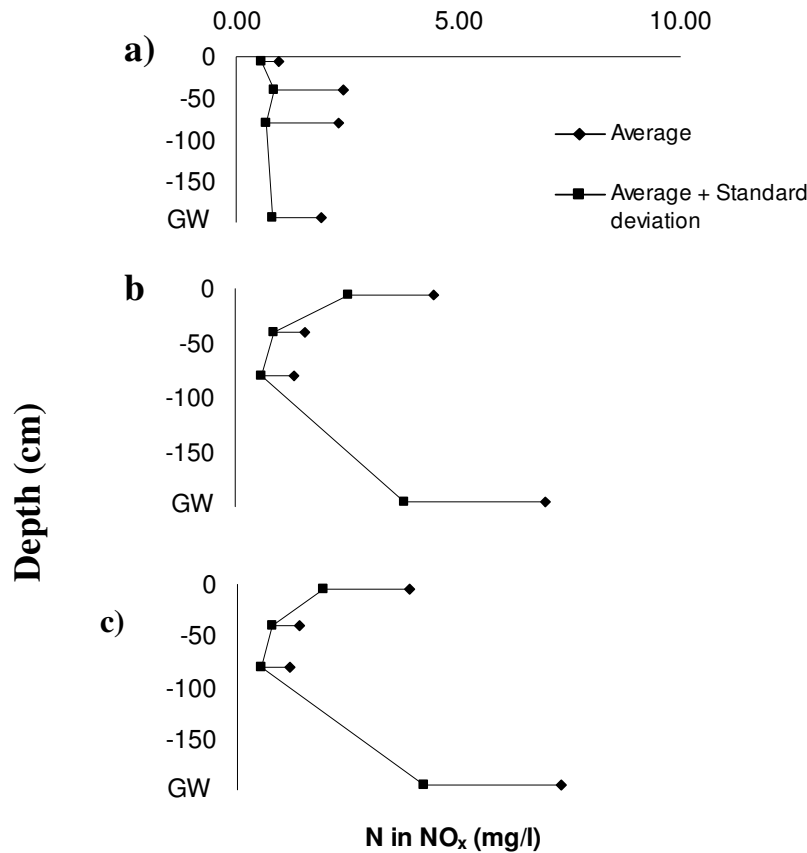 0.00 5.00 10.00
a)
0
-50
-100
-150
GW
Average
Average + Standard
deviation
b
0
-50
-100
-150
GW
c)
0
-50
-100
-150
GW
Depth (cm)
N in NOx (mg/l)